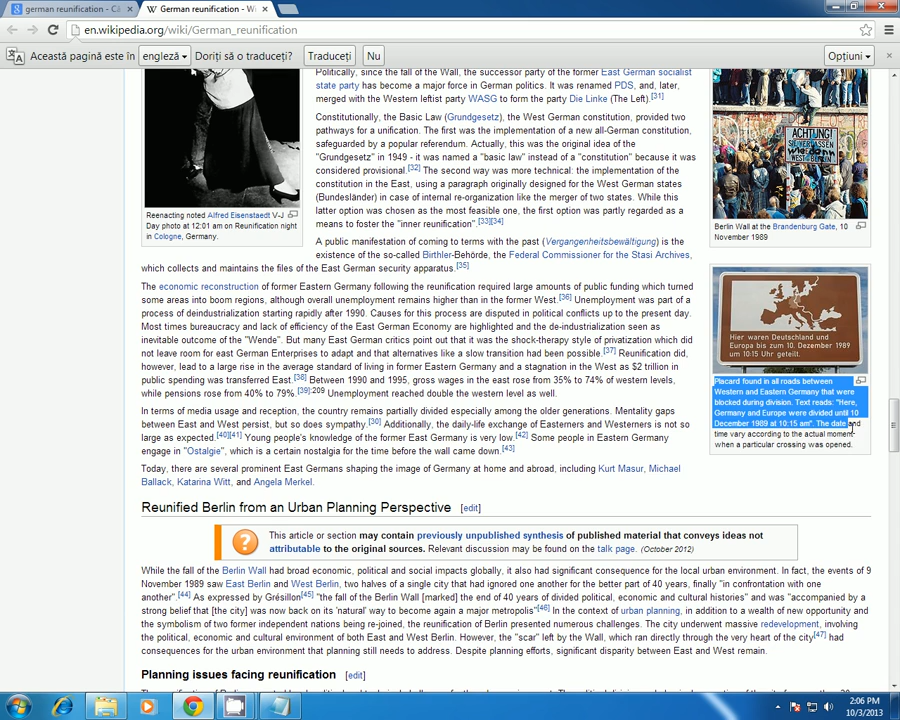 german reunification - Că
German reunification - Wi
en.wikipedia.org/wiki/German_reunification
Această pagină este în engleză Doriți să o traduceți? Traduceți Nu Opțiuni
Reenacting noted Alfred Eisenstaedt V-J
Day photo at 12:01 am on Reunification night
in Cologne, Germany.
Politically, since the fall of the Wall, the successor party of the former East German socialist
state party has become a major force in German politics. It was renamed PDS, and, later,
merged with the Western leftist party WASG to form the party Die Linke (The Left).[31]
Constitutionally, the Basic Law (Grundgesetz), the West German constitution, provided two
pathways for a unification. The first was the implementation of a new all-German constitution,
safeguarded by a popular referendum. Actually, this was the original idea of the
"Grundgesetz" in 1949 - it was named a "basic law" instead of a "constitution" because it was
considered provisional.[32] The second way was more technical: the implementation of the
constitution in the East, using a paragraph originally designed for the West German states
(Bundesländer) in case of internal re-organization like the merger of two states. While this
latter option was chosen as the most feasible one, the first option was partly regarded as a
means to foster the "inner reunification".[33][34]
A public manifestation of coming to terms with the past (Vergangenheitsbewältigung) is the
existence of the so-called Birthler-Behörde, the Federal Commissioner for the Stasi Archives,
which collects and maintains the files of the East German security apparatus.[35]
The economic reconstruction of former Eastern Germany following the reunification required large amounts of public funding which turned
some areas into boom regions, although overall unemployment remains higher than in the former West.[36] Unemployment was part of a
process of deindustrialization starting rapidly after 1990. Causes for this process are disputed in political conflicts up to the present day.
Most times bureaucracy and lack of efficiency of the East German Economy are highlighted and the de-industrialization seen as
inevitable outcome of the "Wende". But many East German critics point out that it was the shock-therapy style of privatization which did
not leave room for east German Enterprises to adapt and that alternatives like a slow transition had been possible.[37] Reunification did,
however, lead to a large rise in the average standard of living in former Eastern Germany and a stagnation in the West as $2 trillion in
public spending was transferred East.[38] Between 1990 and 1995, gross wages in the east rose from 35% to 74% of western levels,
while pensions rose from 40% to 79%.[39]:209 Unemployment reached double the western level as well.
In terms of media usage and reception, the country remains partially divided especially among the older generations. Mentality gaps
between East and West persist, but so does sympathy.[30] Additionally, the daily-life exchange of Easterners and Westerners is not so
large as expected.[40][41] Young people's knowledge of the former East Germany is very low.[42] Some people in Eastern Germany
engage in "Ostalgie", which is a certain nostalgia for the time before the wall came down.[43]
Today, there are several prominent East Germans shaping the image of Germany at home and abroad, including Kurt Masur, Michael
Ballack, Katarina Witt, and Angela Merkel.
ACHTUNG!
SIE VERLASSEN
WEST-BERLIN
Berlin Wall at the Brandenburg Gate, 10
November 1989
Hier waren Deutschland und
Europa bis zum 10. Dezember 1989
um 10:15 Uhr geteilt.
Placard found in all roads between
Western and Eastern Germany that were
blocked during division. Text reads: "Here,
Germany and Europe were divided until 10
December 1989 at 10:15 am". The date and
time vary according to the actual moment
when a particular crossing was opened.
Reunified Berlin from an Urban Planning Perspective [edit]
This article or section may contain previously unpublished synthesis of published material that conveys ideas not
attributable to the original sources. Relevant discussion may be found on the talk page. (October 2012)
While the fall of the Berlin Wall had broad economic, political and social impacts globally, it also had significant consequence for the local urban environment. In fact, the events of 9
November 1989 saw East Berlin and West Berlin, two halves of a single city that had ignored one another for the better part of 40 years, finally "in confrontation with one
another".[44] As expressed by Grésillon[45] "the fall of the Berlin Wall [marked] the end of 40 years of divided political, economic and cultural histories" and was "accompanied by a
strong belief that [the city] was now back on its 'natural' way to become again a major metropolis"[46] In the context of urban planning, in addition to a wealth of new opportunity and
the symbolism of two former independent nations being re-joined, the reunification of Berlin presented numerous challenges. The city underwent massive redevelopment, involving
the political, economic and cultural environment of both East and West Berlin. However, the "scar" left by the Wall, which ran directly through the very heart of the city[47] had
consequences for the urban environment that planning still needs to address. Despite planning efforts, significant disparity between East and West remain.
Planning issues facing reunification [edit]
2:06 PM
10/3/2013